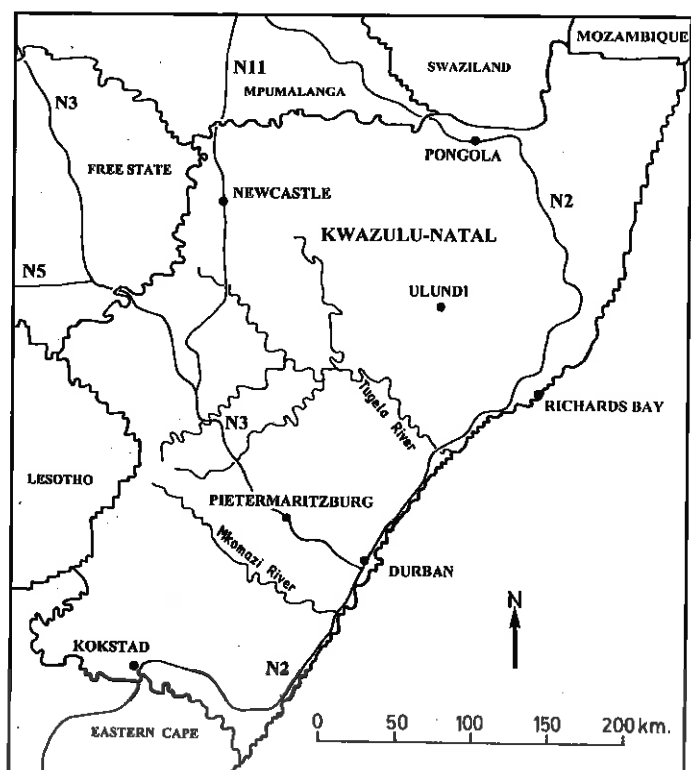 MOZAMBIQUE
SWAZILAND
N11
MPUMALANGA
N3
PONGOLA
FREE STATE
NEWCASTLE
N2
KWAZULU-NATAL
N5
ULUNDI
Tugela River
RICHARDS BAY
N3
LESOTHO
PIETERMARITZBURG
Mkomazi River
DURBAN
N
KOKSTAD
N2
EASTERN CAPE
0 50 100 150 200 km.